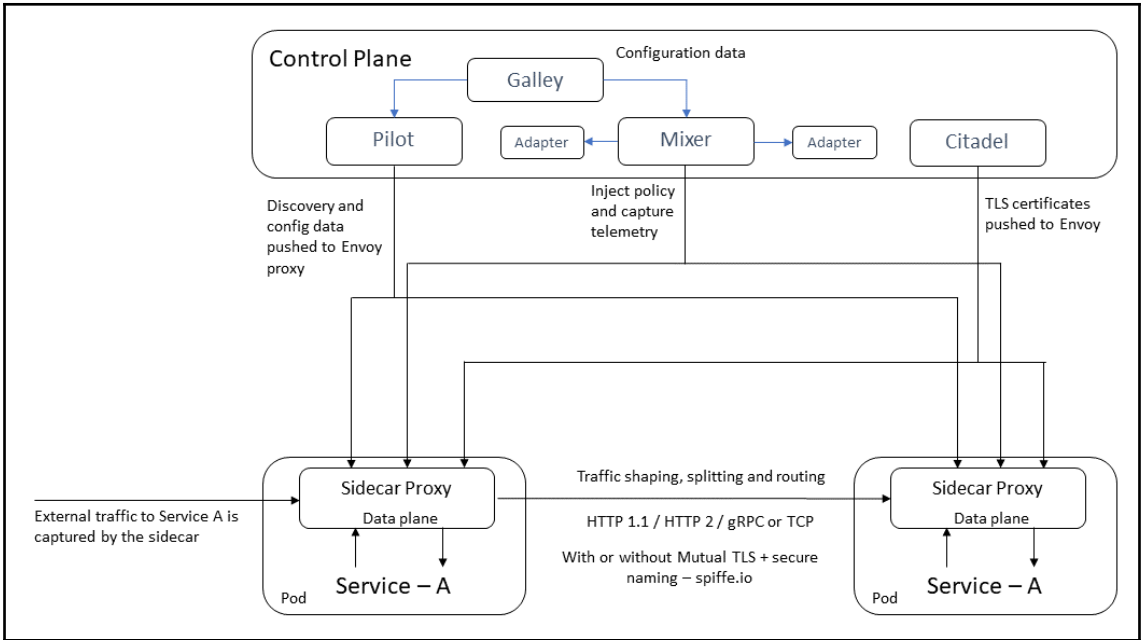 Control Plane
Configuration data
Galley
Pilot
Adapter
Mixer
Adapter
Citadel
Discovery and
config data
pushed to Envoy
proxy
Inject policy
and capture
telemetry
TLS certificates
pushed to Envoy
External traffic to Service A is
captured by the sidecar
Sidecar Proxy
Data plane
Service – A
Pod
Traffic shaping, splitting and routing
HTTP 1.1 / HTTP 2 / gRPC or TCP
With or without Mutual TLS + secure
naming – spiffe.io
Sidecar Proxy
Data plane
Service – A
Pod